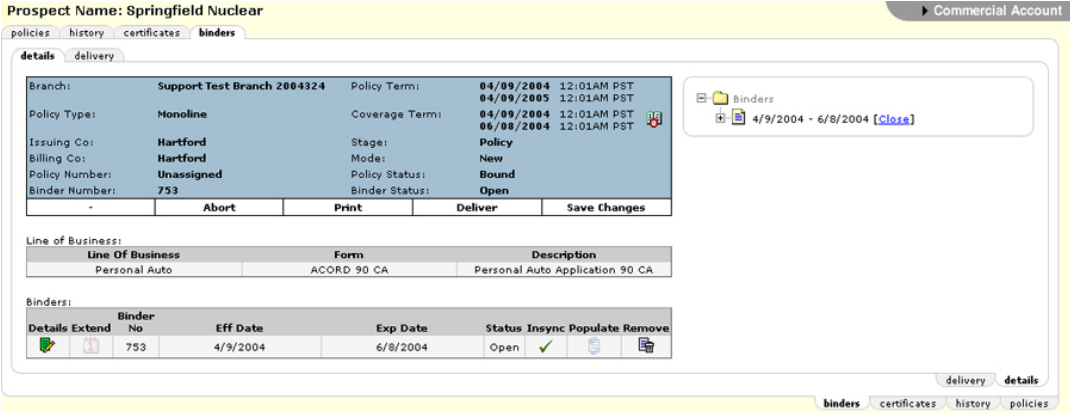 Prospect Name: Springfield Nuclear
Commercial Account
policies history certificates binders
details delivery
Branch: Support Test Branch 2004324 Policy Term: 04/09/2004 12:01AM PST
04/09/2005 12:01AM PST
Policy Type: Monoline Coverage Term: 04/09/2004 12:01AM PST
06/08/2004 12:01AM PST
Issuing Co: Hartford Stage: Policy
Billing Co: Hartford Mode: New
Policy Number: Unassigned Policy Status: Bound
Binder Number: 753 Binder Status: Open
- Abort Print Deliver Save Changes
Binders
4/9/2004 - 6/8/2004 [Close]
Line of Business:
Line Of Business Form Description
Personal Auto ACORD 90 CA Personal Auto Application 90 CA
Binders:
Details Extend Binder No Eff Date Exp Date Status Insync Populate Remove
753 4/9/2004 6/8/2004 Open
delivery details
binders certificates history policies